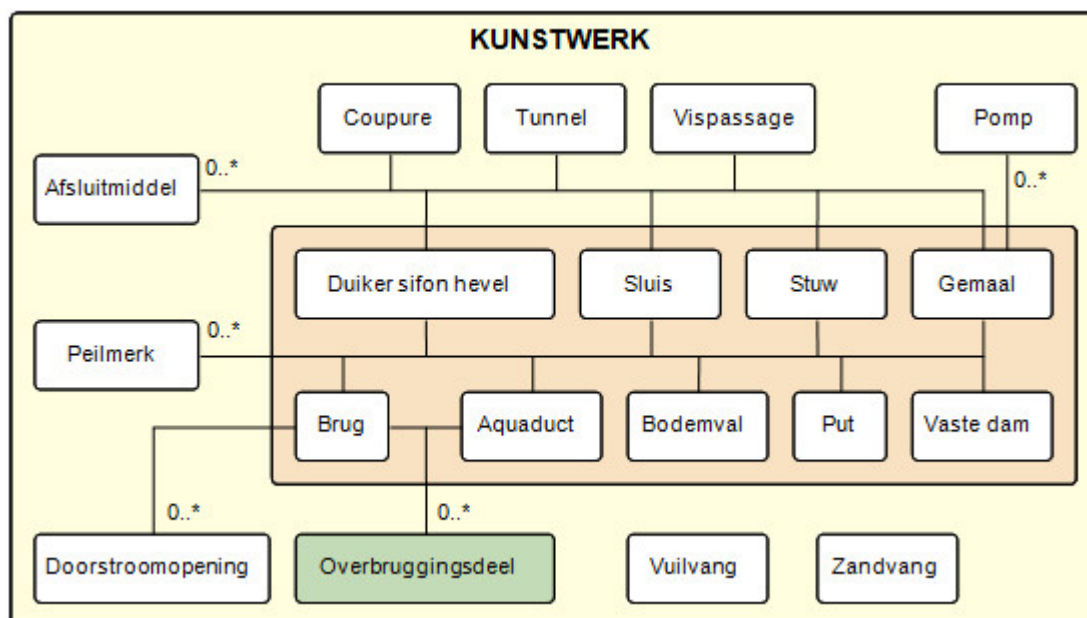 KUNSTWERK
Coupure
Tunnel
Vispassage
Pomp
0..*
0..*
Afsluitmiddel
Duiker sifon hevel
Sluis
Stuw
Gemaal
0..*
Peilmerk
Brug
Aquaduct
Bodemval
Put
Vaste dam
0..*
0..*
Doorstroomopening
Overbruggingsdeel
Vuilvang
Zandvang